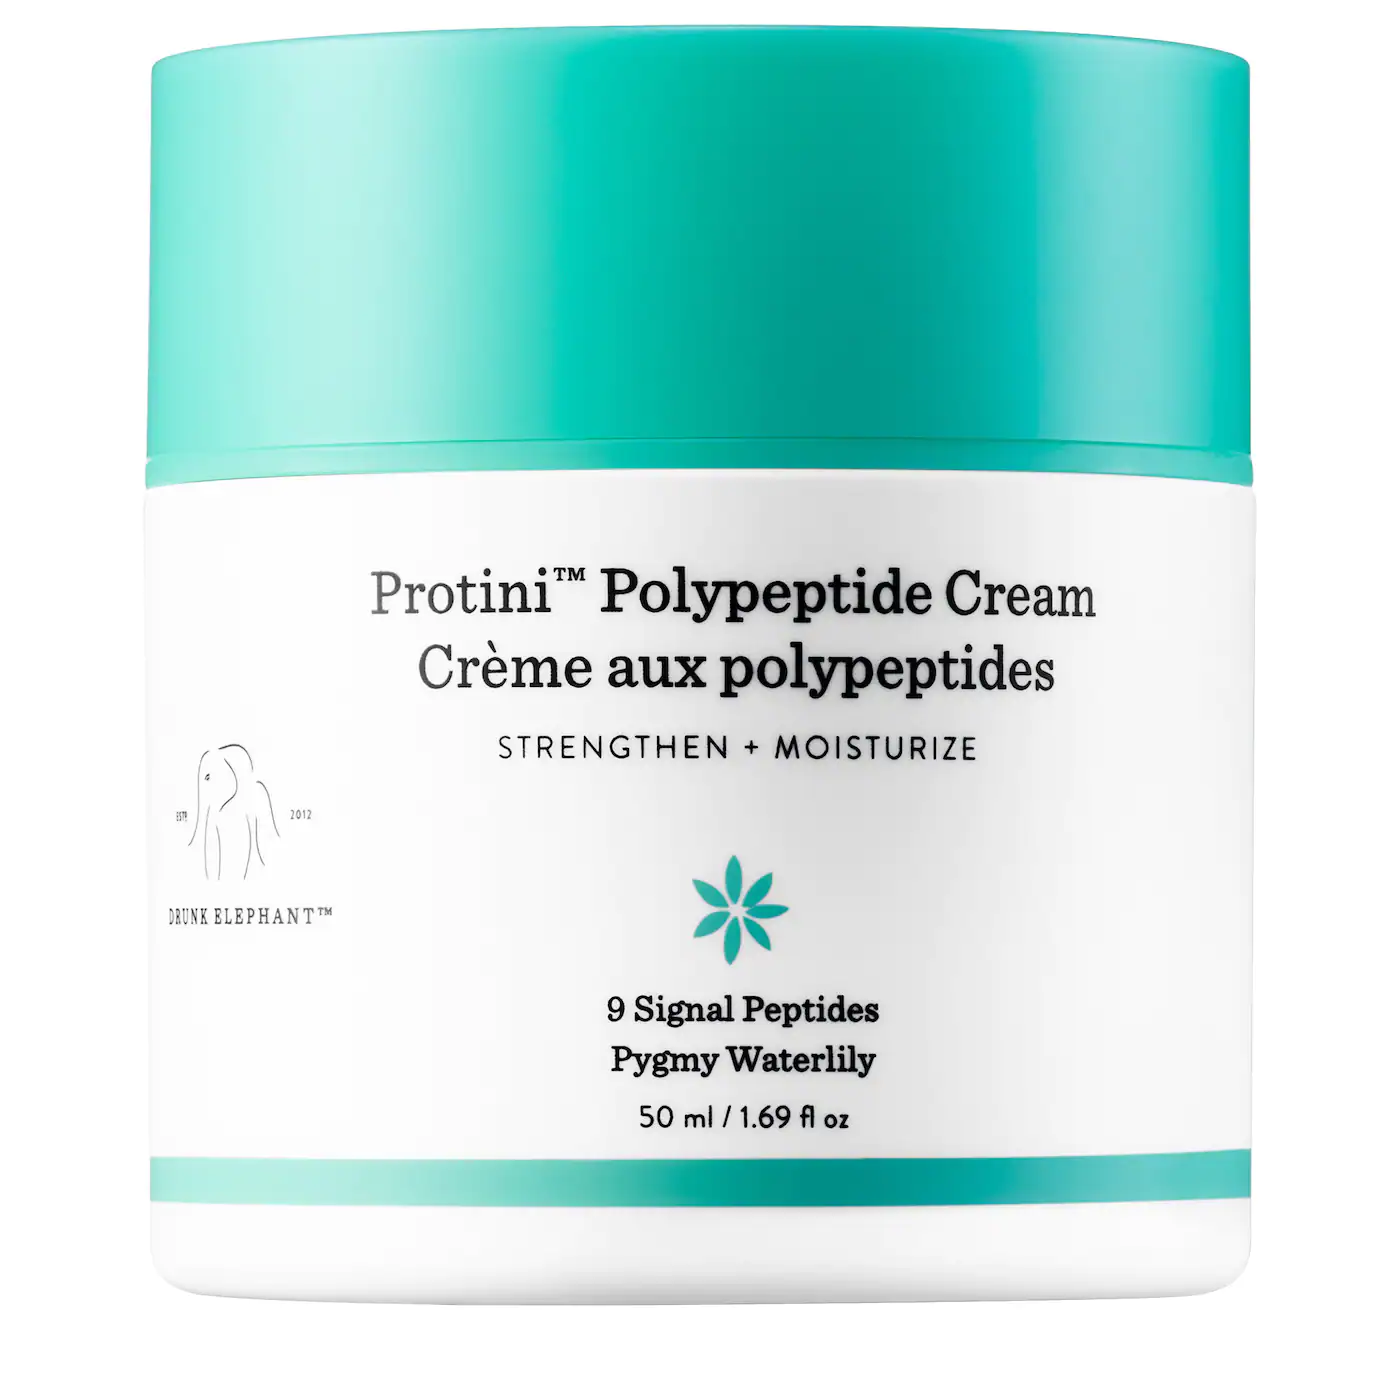 Protini™ Polypeptide Cream
Crème aux polypeptides
STRENGTHEN + MOISTURIZE
ESTD 2012
DRUNK ELEPHANT™
9 Signal Peptides
Pygmy Waterlily
50 ml / 1.69 fl oz